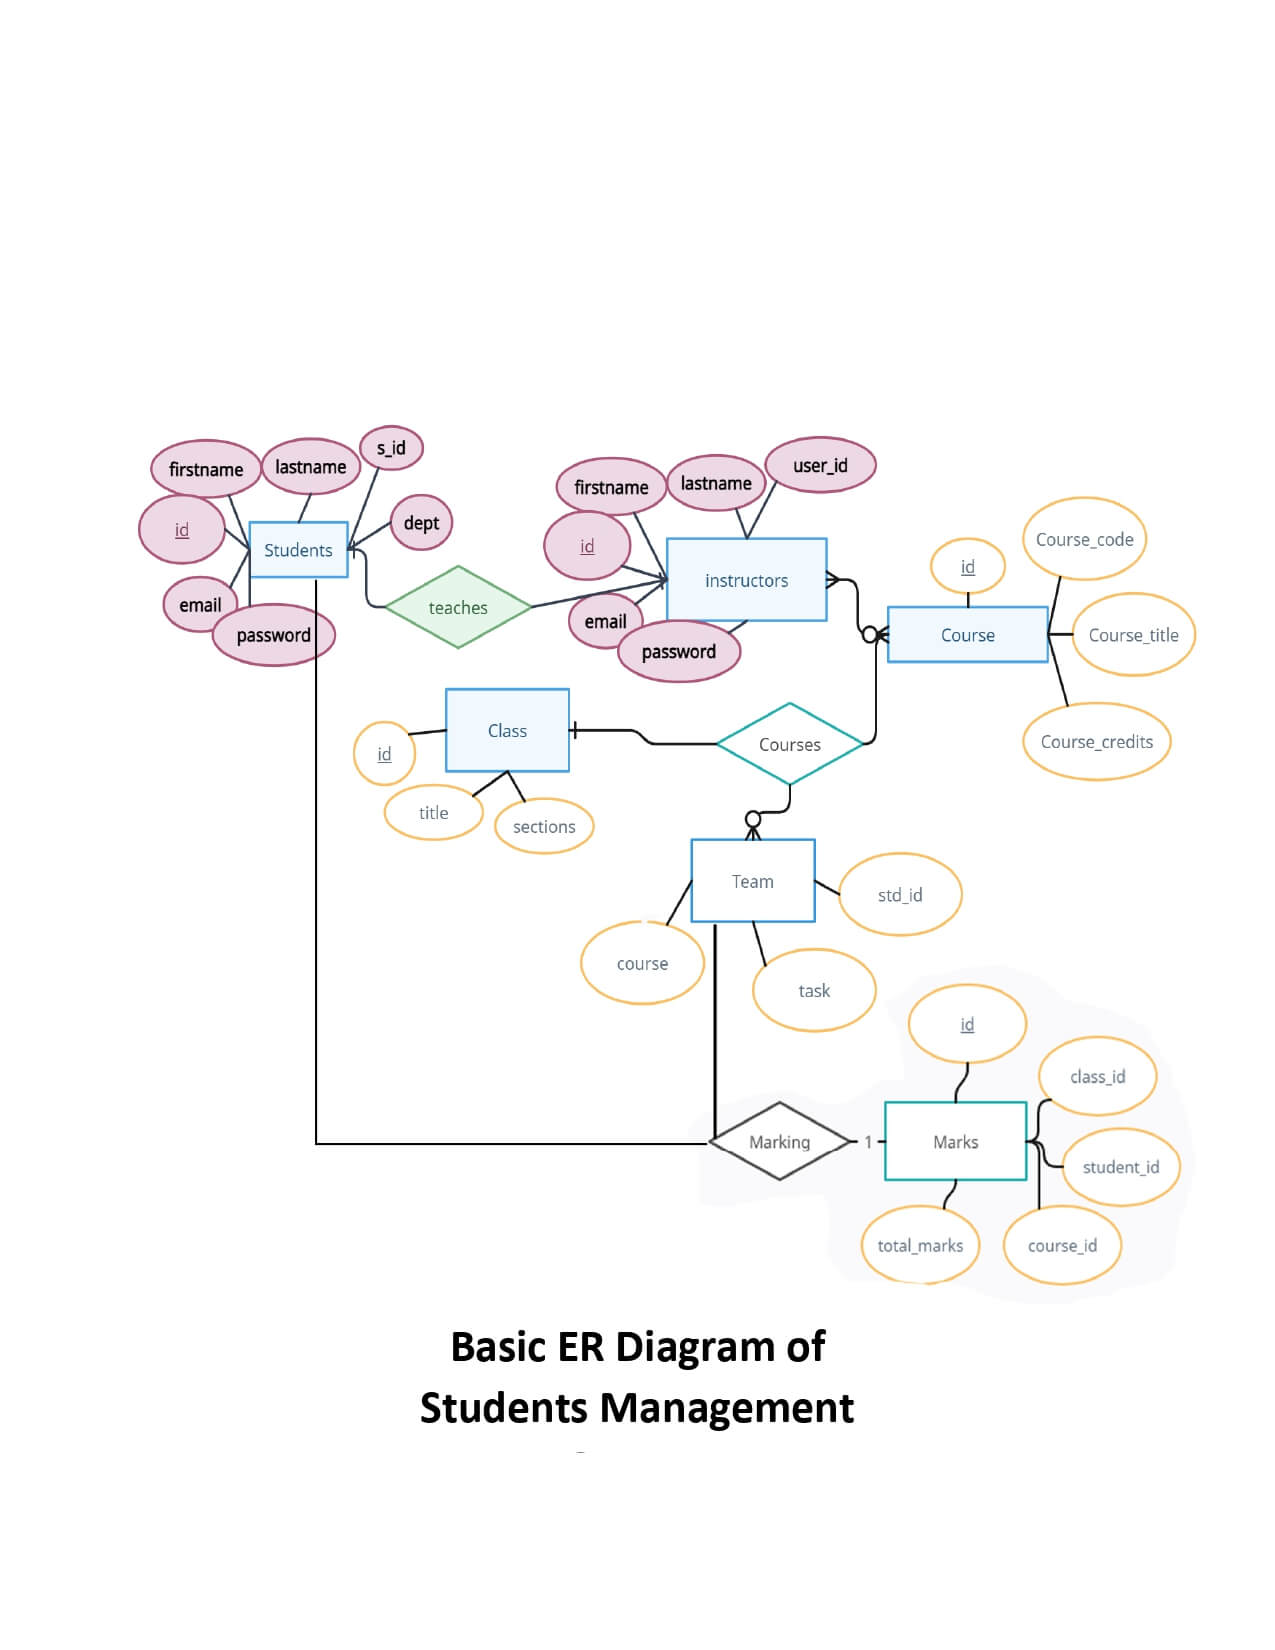 s_id
firstname
lastname
id
dept
Students
email
password
teaches
user_id
firstname
lastname
id
instructors
email
password
Course_code
id
Course
Course_title
Course_credits
Class
id
title
sections
Courses
Team
std_id
course
task
id
class_id
Marking
1
Marks
student_id
total_marks
course_id
Basic ER Diagram of
Students Management